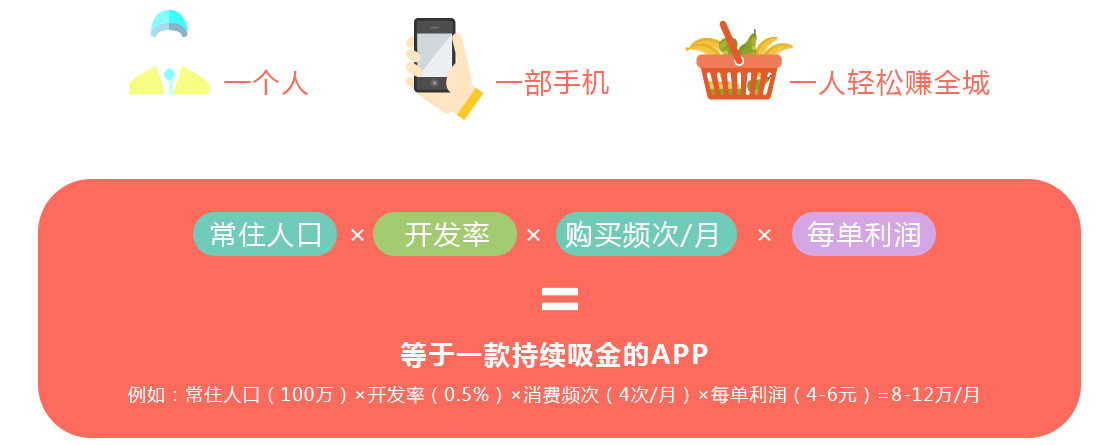 一个人 一部手机 一人轻松赚全城
常住人口 × 开发率 × 购买频次/月 × 每单利润
=
等于一款持续吸金的APP
例如：常住人口（100万）×开发率（0.5%）×消费频次（4次/月）×每单利润（4-6元）=8-12万/月